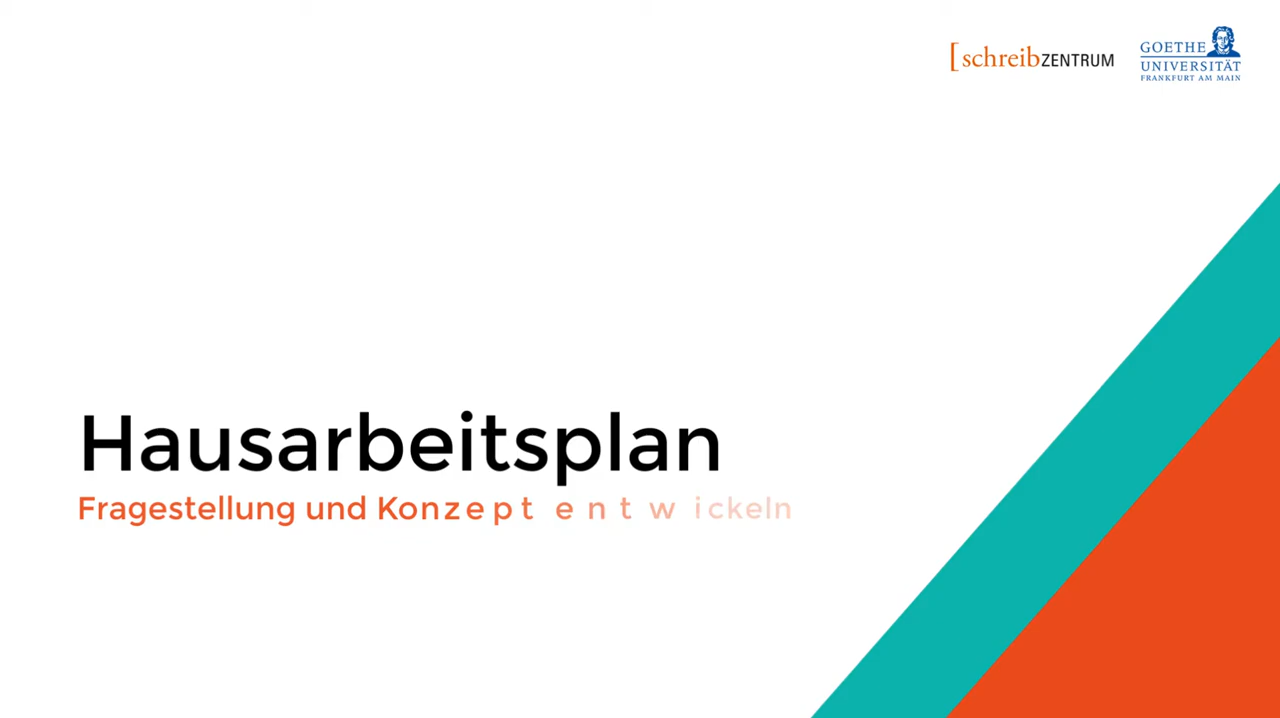 [schreibZENTRUM
GOETHE
UNIVERSITÄT
FRANKFURT AM MAIN
Hausarbeitsplan
Fragestellung und Konzept entwickeln